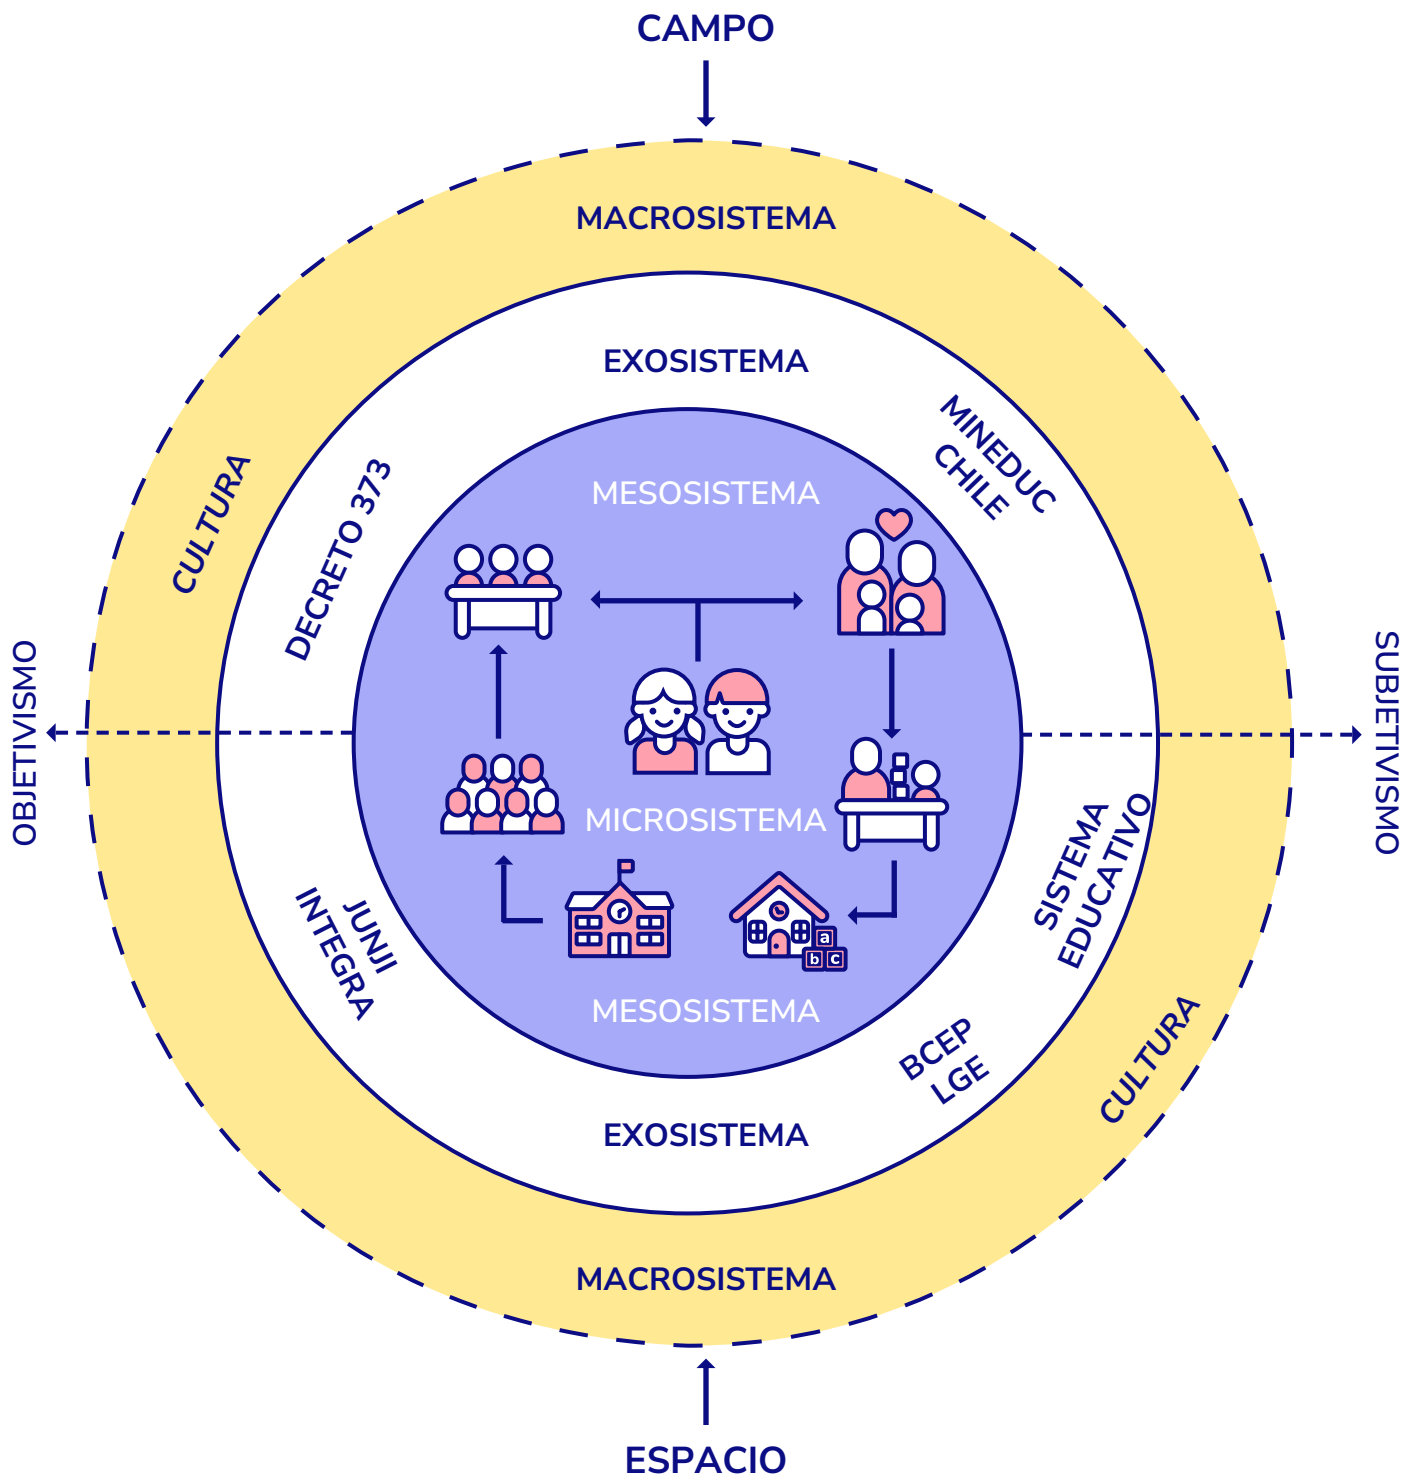 CAMPO
MACROSISTEMA
EXOSISTEMA
MINEDUC
CHILE
CULTURA
DECRETO 373
MESOSISTEMA
OBJETIVISMO
SUBJETIVISMO
MICROSISTEMA
SISTEMA
EDUCATIVO
JUNJI
INTEGRA
a
b c
MESOSISTEMA
BCEP
LGE
CULTURA
EXOSISTEMA
MACROSISTEMA
ESPACIO